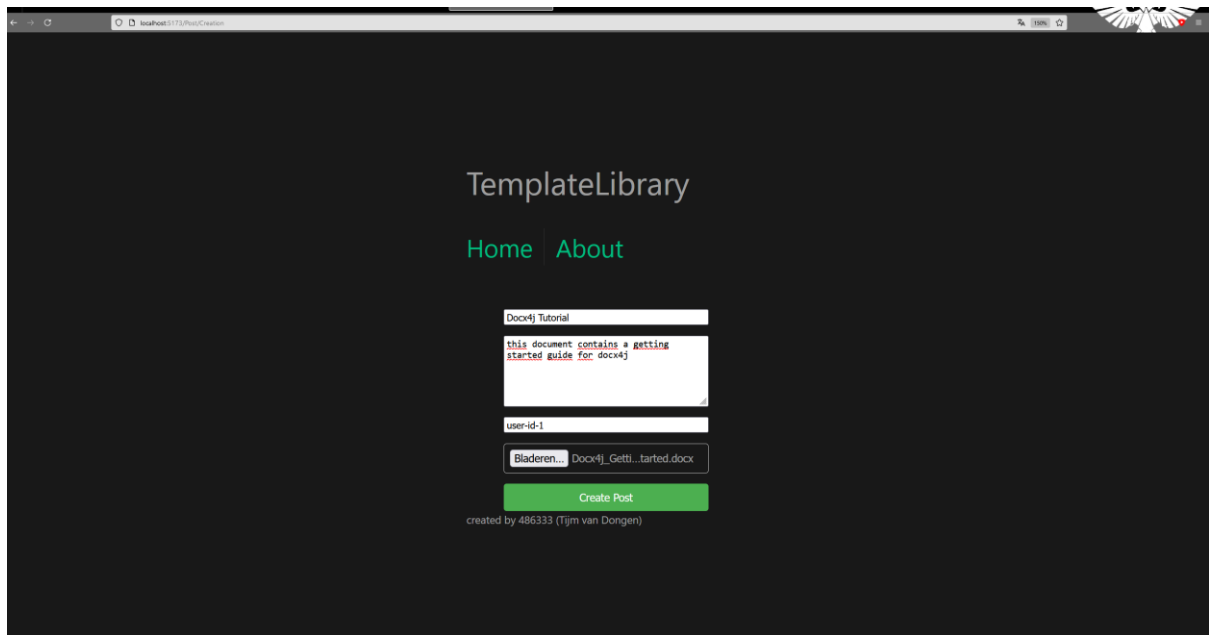 localhost:5173/Post/Creation
150%
TemplateLibrary
Home
About
Docx4j Tutorial
this document contains a getting
started guide for docx4j
user-id-1
Bladeren... Docx4j_Getti...tarted.docx
Create Post
created by 486333 (Tijm van Dongen)